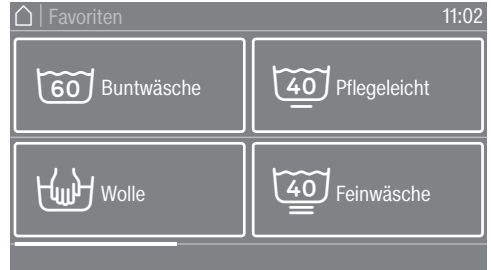 Favoriten 11:02
60 Buntwäsche
40 Pflegeleicht
Wolle
40 Feinwäsche